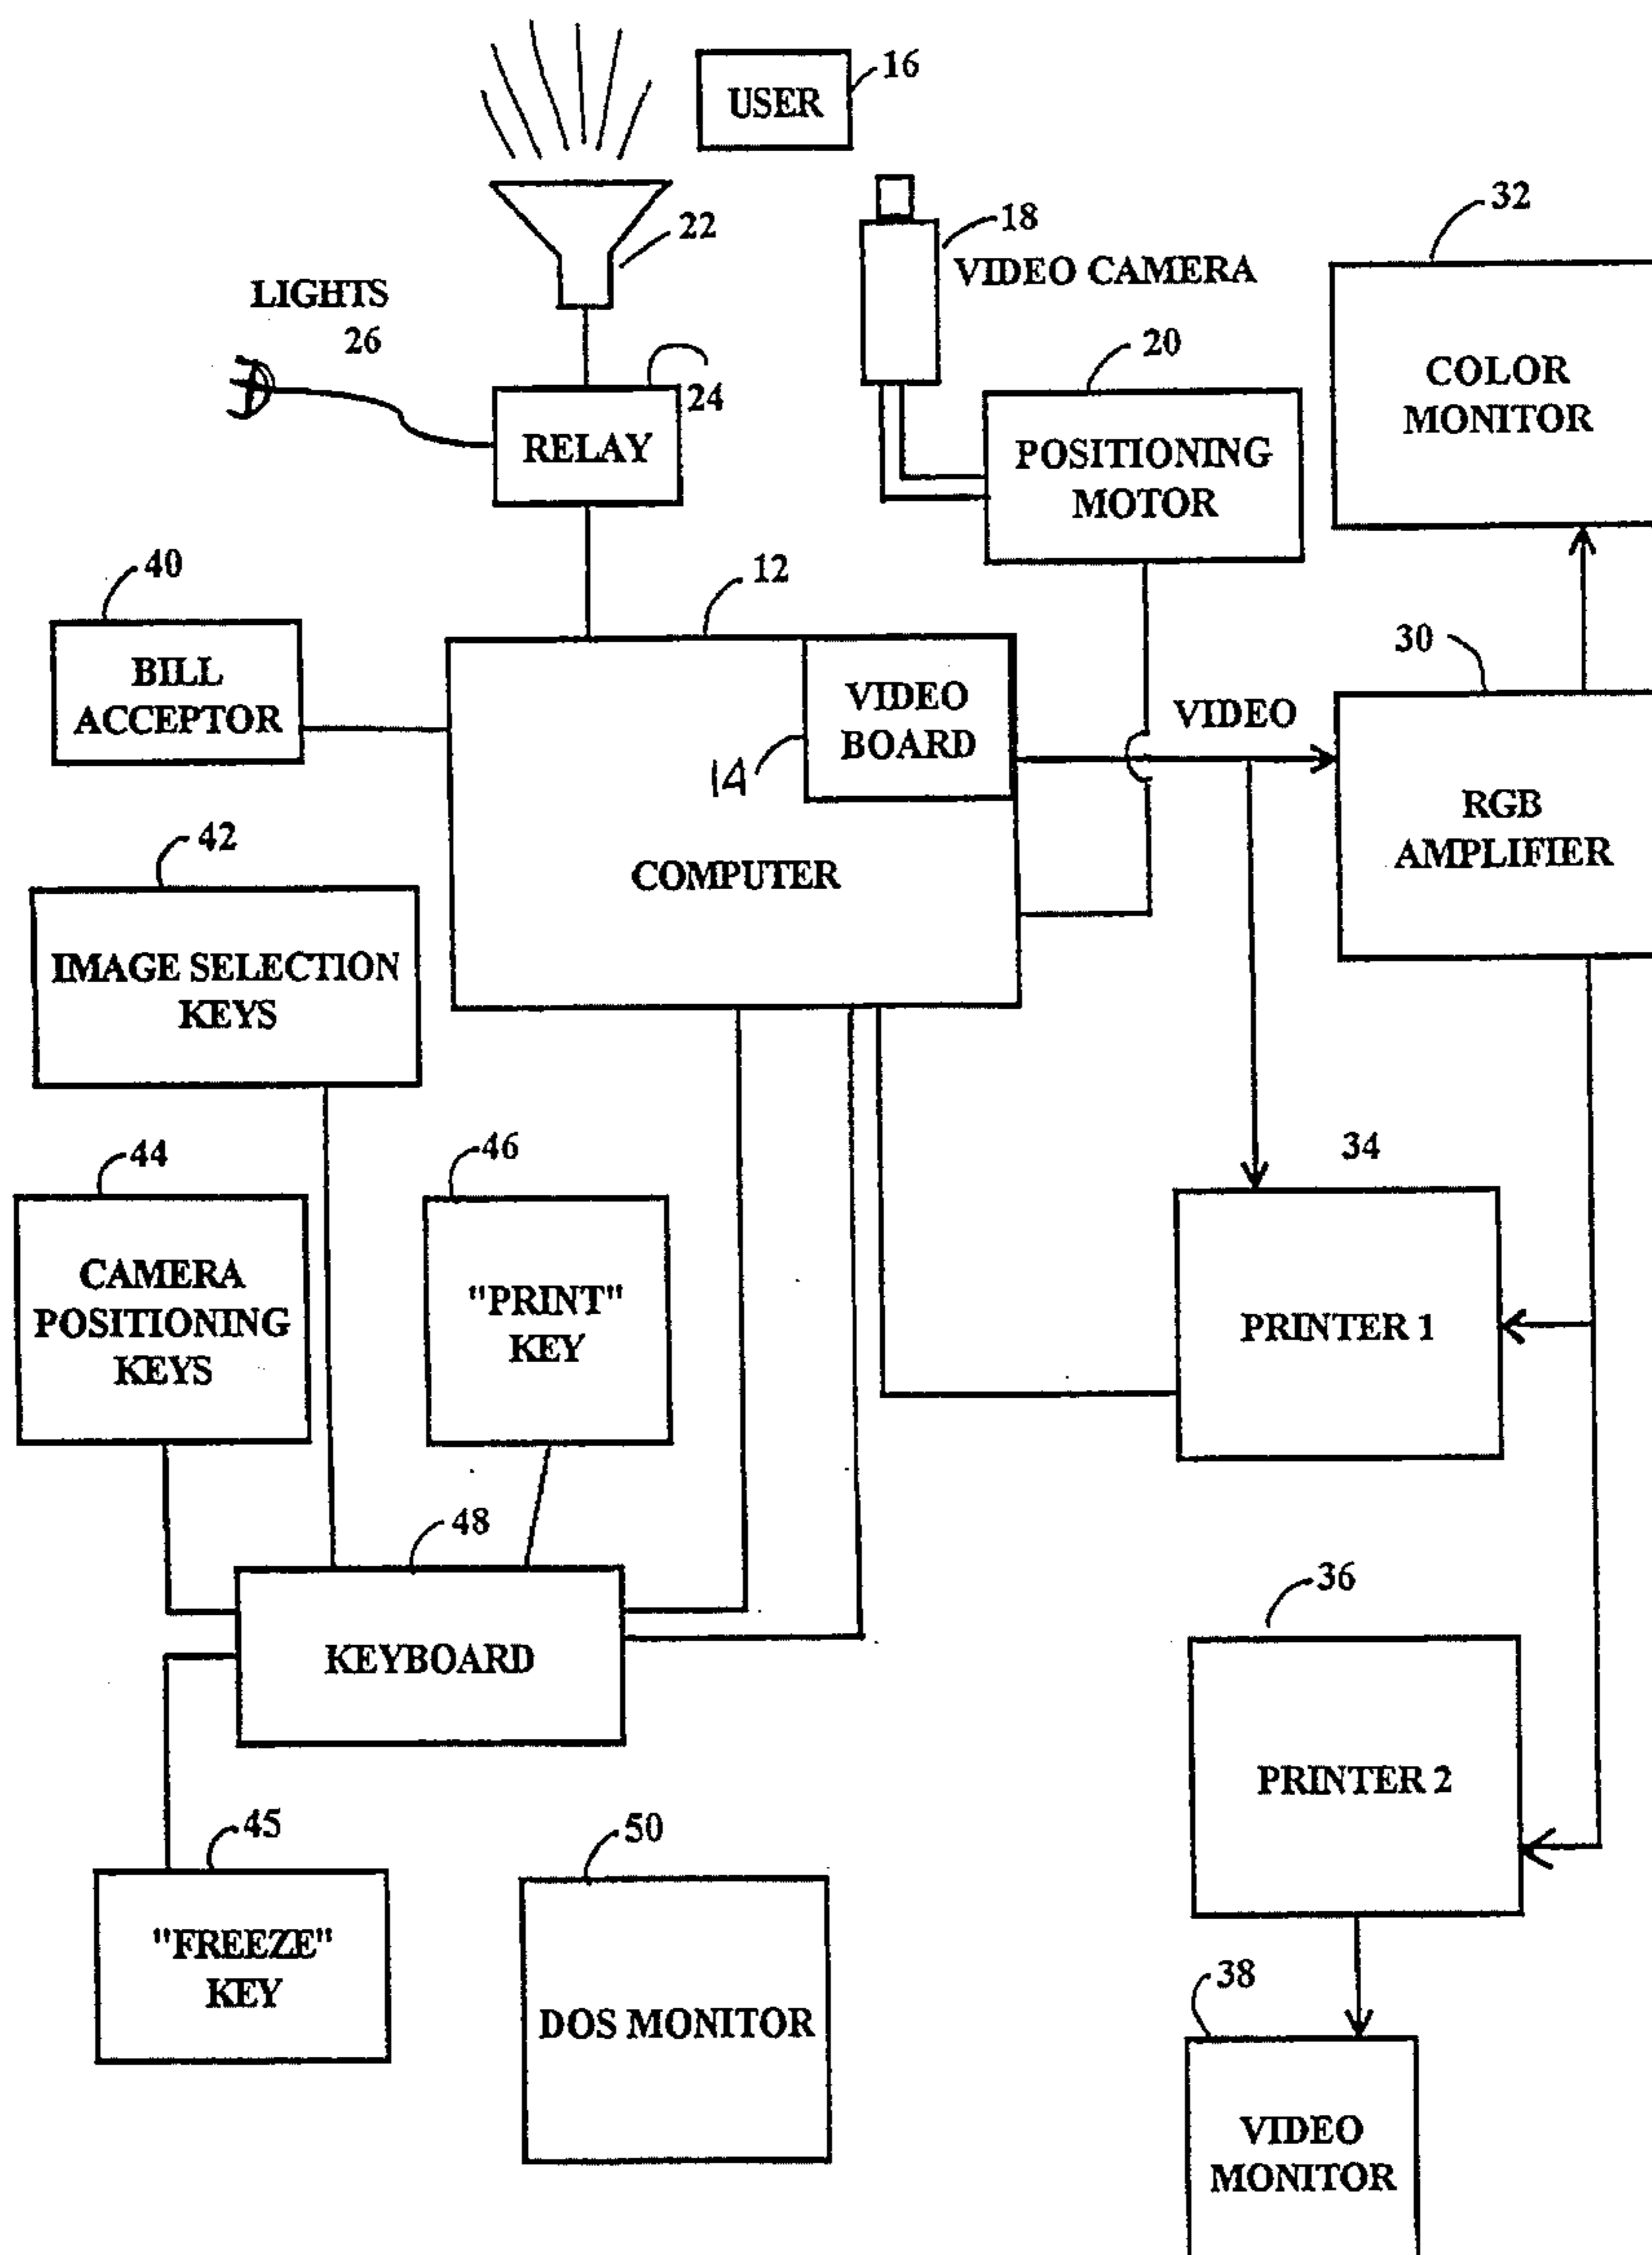 16
USER
22
18
VIDEO CAMERA
32
LIGHTS
26
20
24
COLOR
MONITOR
RELAY
POSITIONING
MOTOR
40
12
30
BILL
ACCEPTOR
VIDEO
BOARD
VIDEO
14
RGB
AMPLIFIER
42
COMPUTER
IMAGE SELECTION
KEYS
44
46
34
CAMERA
POSITIONING
KEYS
"PRINT"
KEY
PRINTER 1
48
36
KEYBOARD
PRINTER 2
45
50
"FREEZE"
KEY
38
DOS MONITOR
VIDEO
MONITOR